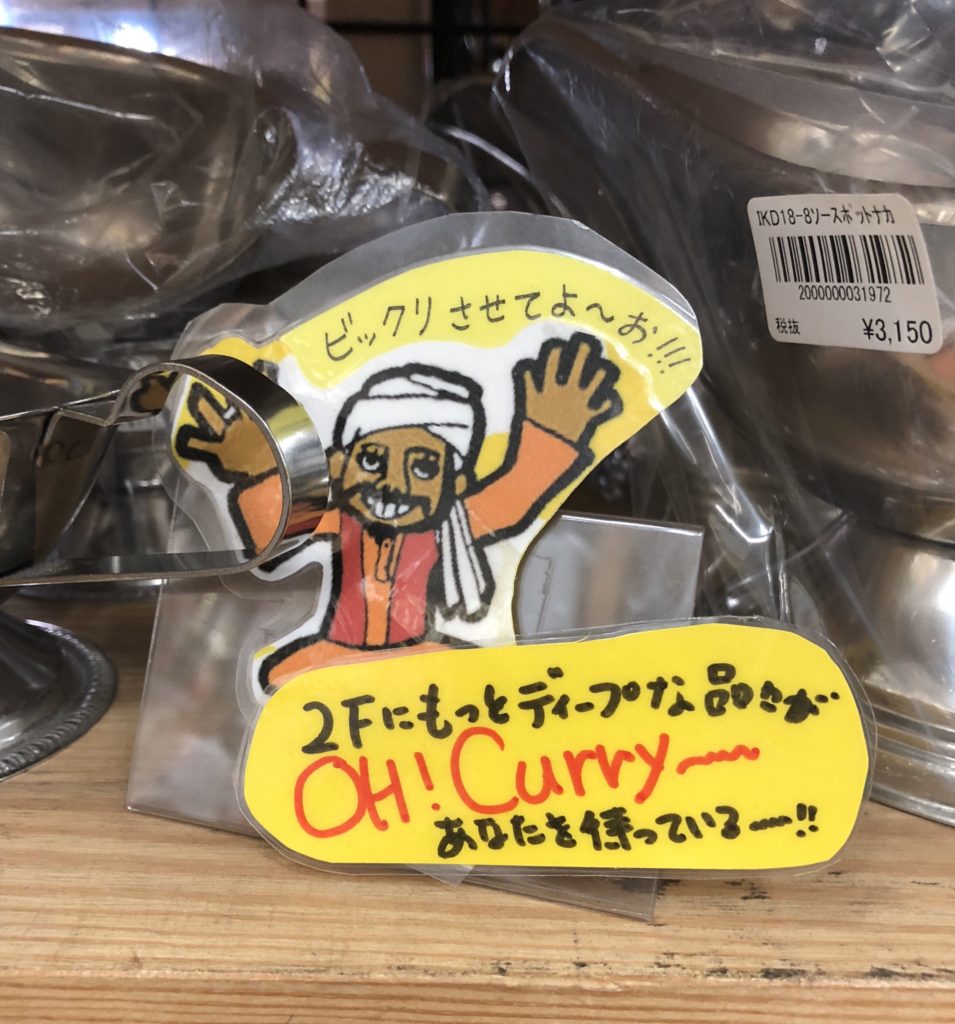 ビックリさせてよ～お!!!
2Fにもっとディープな品さが
OH! Curry～
あなたを待っているー!!
IKD18-8ソースポットナカ
2000000031972
税抜 ¥3,150